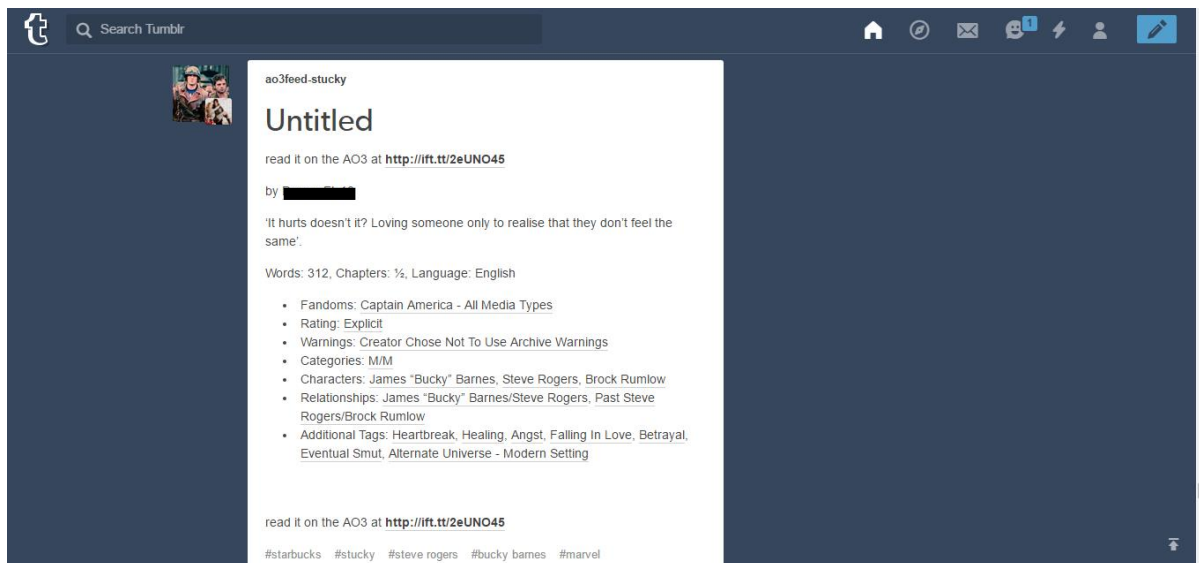 t
Search Tumblr
1
ao3feed-stucky
Untitled
read it on the AO3 at http://ift.tt/2eUNO45
by
‘It hurts doesn’t it? Loving someone only to realise that they don’t feel the
same’.
Words: 312, Chapters: ½, Language: English
• Fandoms: Captain America - All Media Types
• Rating: Explicit
• Warnings: Creator Chose Not To Use Archive Warnings
• Categories: M/M
• Characters: James “Bucky” Barnes, Steve Rogers, Brock Rumlow
• Relationships: James “Bucky” Barnes/Steve Rogers, Past Steve
Rogers/Brock Rumlow
• Additional Tags: Heartbreak, Healing, Angst, Falling In Love, Betrayal,
Eventual Smut, Alternate Universe - Modern Setting
read it on the AO3 at http://ift.tt/2eUNO45
#starbucks #stucky #steve rogers #bucky barnes #marvel